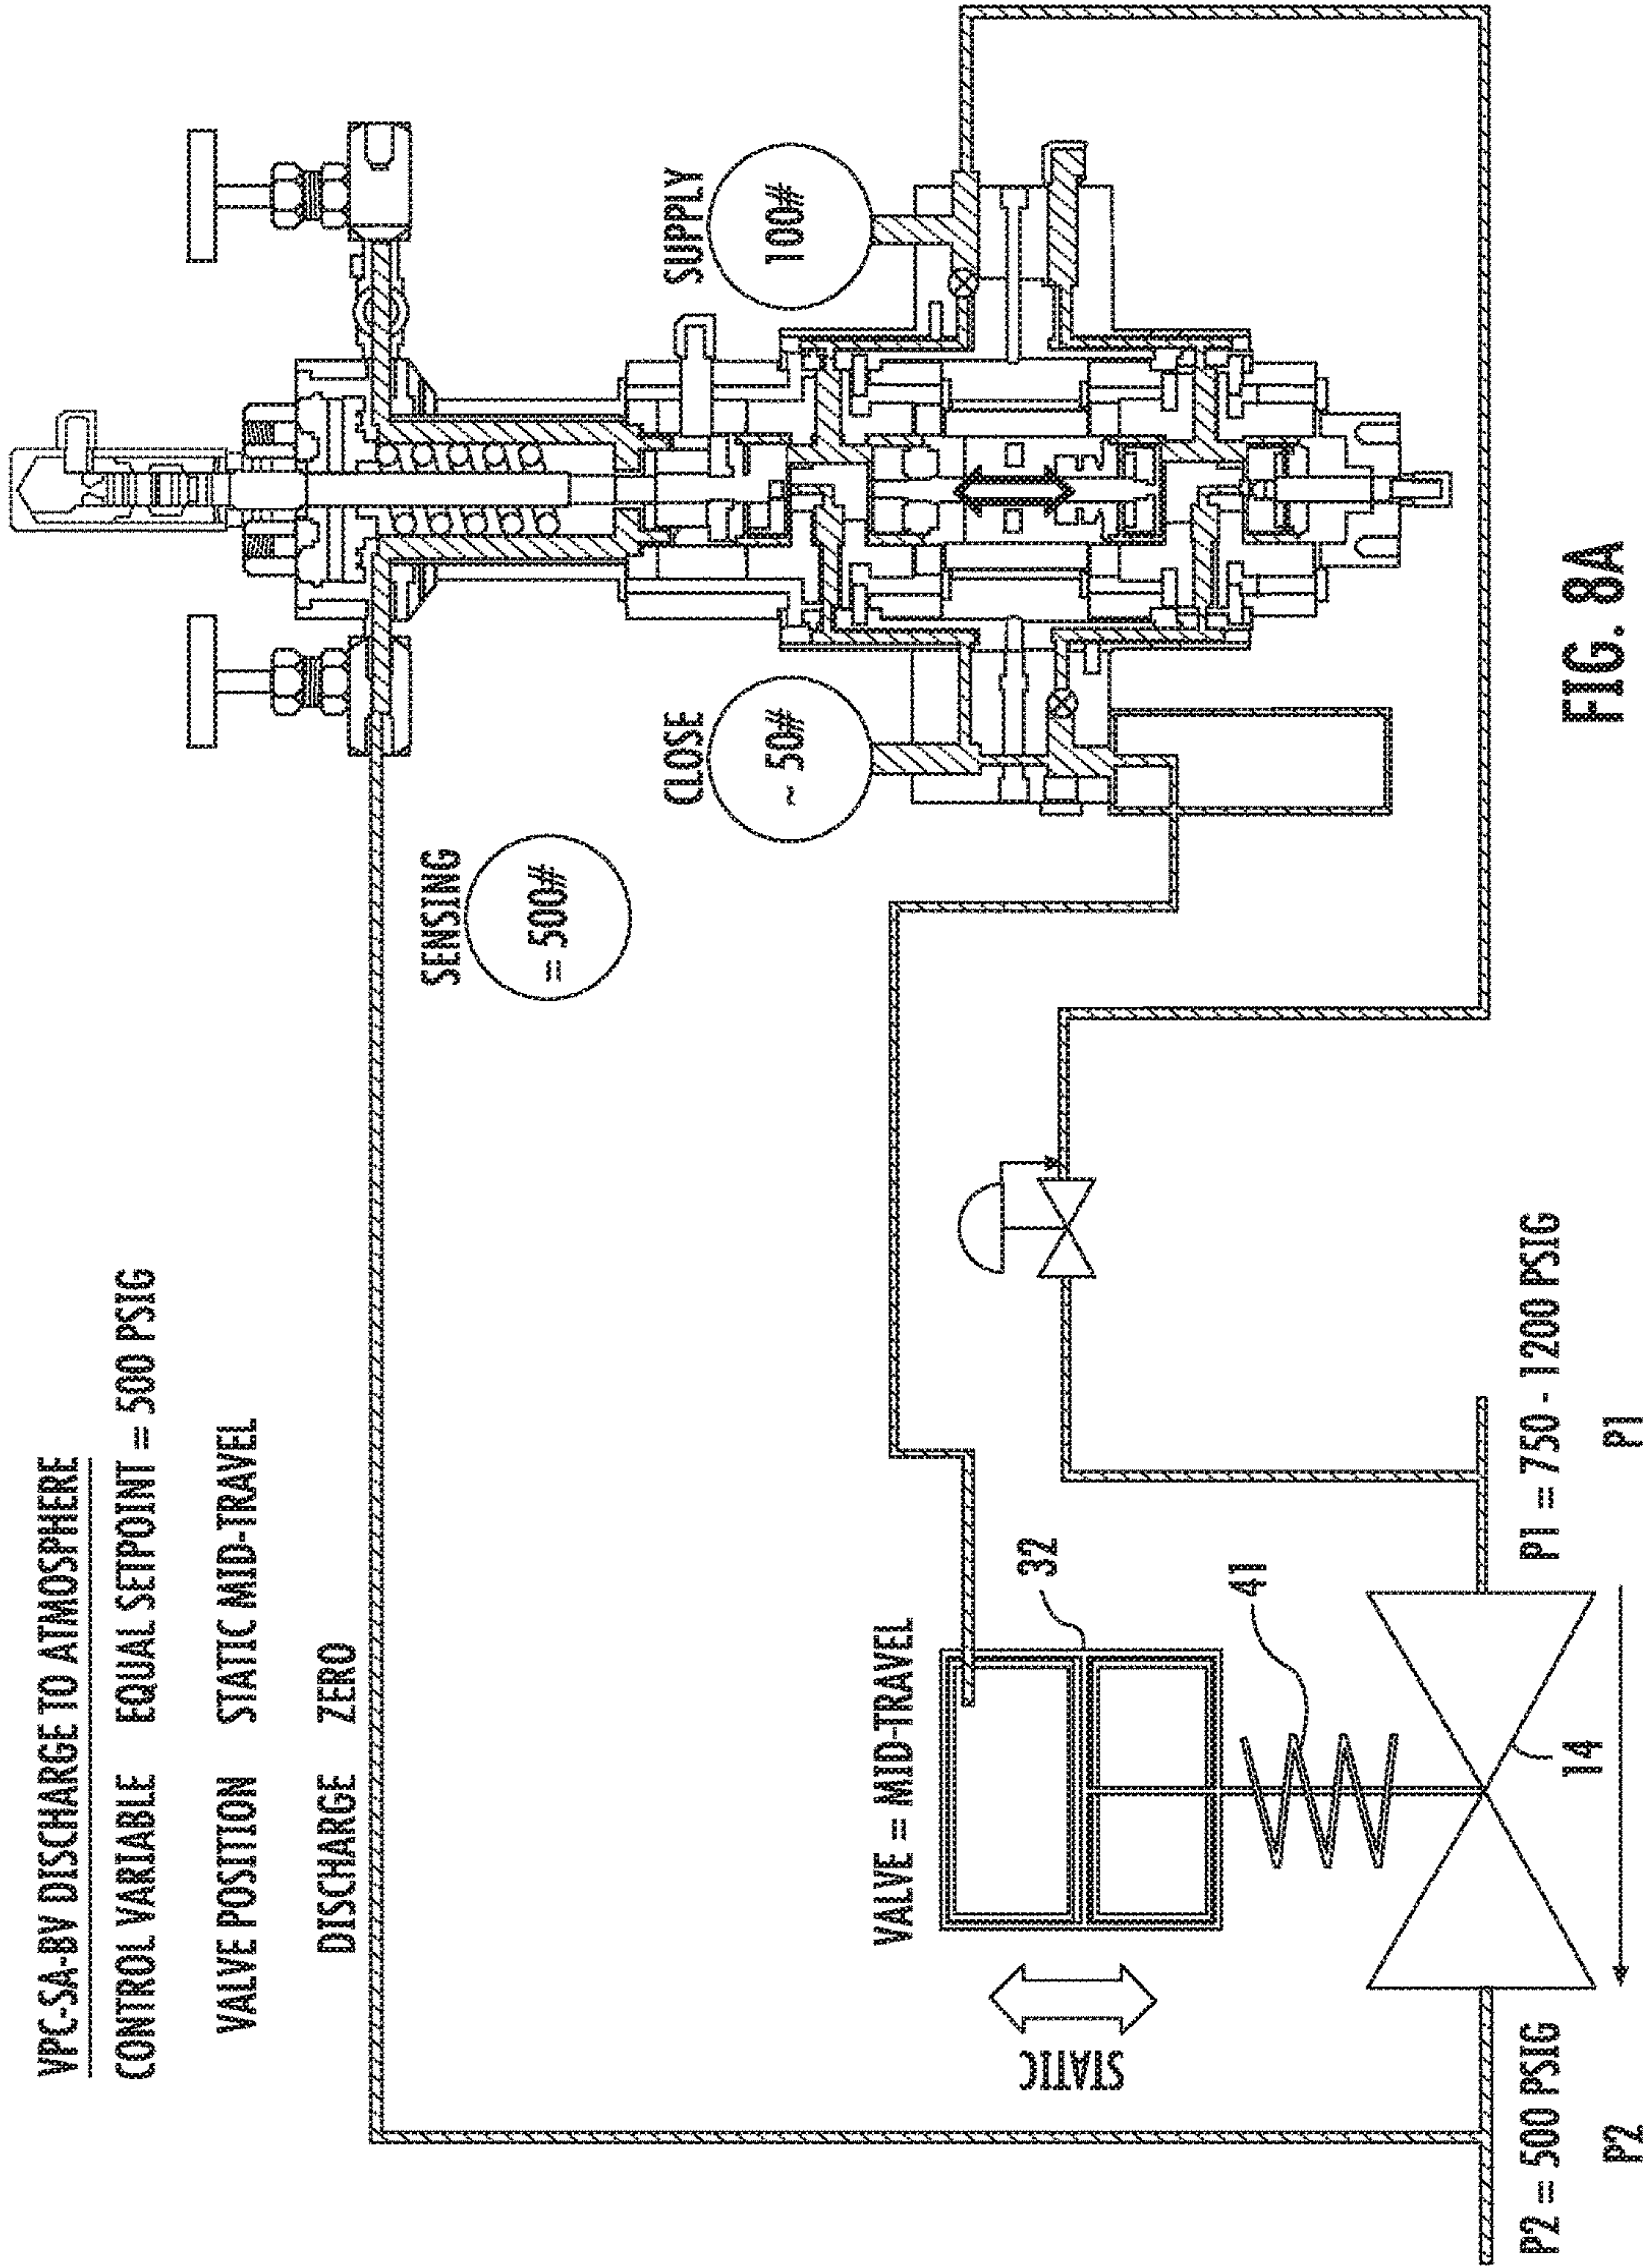 VPC-SA-BV DISCHARGE TO ATMOSPHERE
CONTROL VARIABLE EQUAL SETPOINT = 500 PSIG
VALVE POSITION STATIC MID-TRAVEL
DISCHARGE ZERO
SENSING
= 500#
CLOSE
~ 50#
SUPPLY
100#
VALVE = MID-TRAVEL
32
STATIC
41
14
P2 = 500 PSIG
P2
P1 = 750 - 1200 PSIG
P1
FIG. 8A